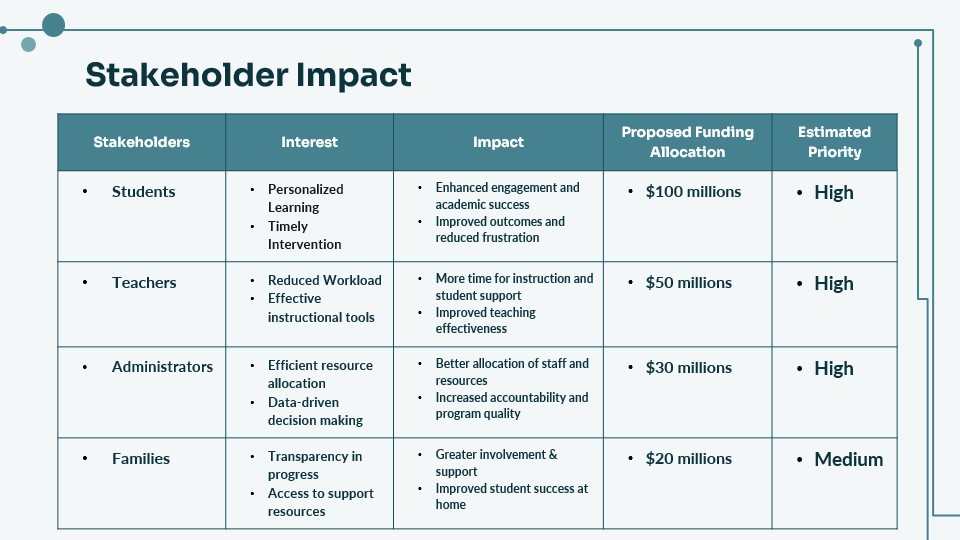 Stakeholder Impact
Stakeholders
Interest
Impact
Proposed Funding
Allocation
Estimated
Priority
• Students
• Personalized
Learning
• Timely
Intervention
• Enhanced engagement and
academic success
• Improved outcomes and
reduced frustration
• $100 millions
• High
• Teachers
• Reduced Workload
• Effective
instructional tools
• More time for instruction and
student support
• Improved teaching
effectiveness
• $50 millions
• High
• Administrators
• Efficient resource
allocation
• Data-driven
decision making
• Better allocation of staff and
resources
• Increased accountability and
program quality
• $30 millions
• High
• Families
• Transparency in
progress
• Access to support
resources
• Greater involvement &
support
• Improved student success at
home
• $20 millions
• Medium